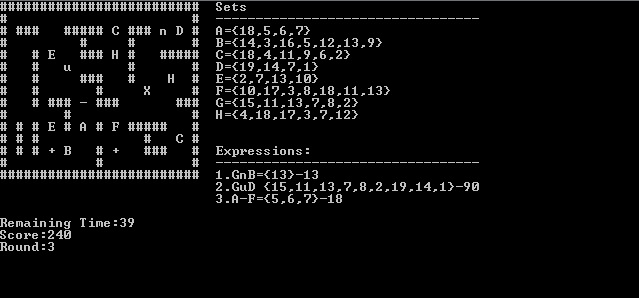 ######################### Sets
#                       # ---------------------------------
# ###   ##### C ### n D # A={18,5,6,7}
#         #     #       # B={14,3,16,5,12,13,9}
#   # E   ### H #   ##### C={18,4,11,9,6,2}
#   #   u       #       # D={19,14,7,1}
#   #     ###   #   H   # E={2,7,13,10}
#   #     #      X      # F={10,17,3,8,18,11,13}
#   # ### - ###       ### G={15,11,13,7,8,2}
#       #               # H={4,18,17,3,7,12}
# # # E # A # F #####   #
# # #             #   C #
# # # + B   # +   ###   # Expressions:
#       #   #           # ---------------------------------
######################### 1.GnB={13}-13
2.GuD {15,11,13,7,8,2,19,14,1}-90
3.A-F={5,6,7}-18
Remaining Time:39
Score:240
Round:3